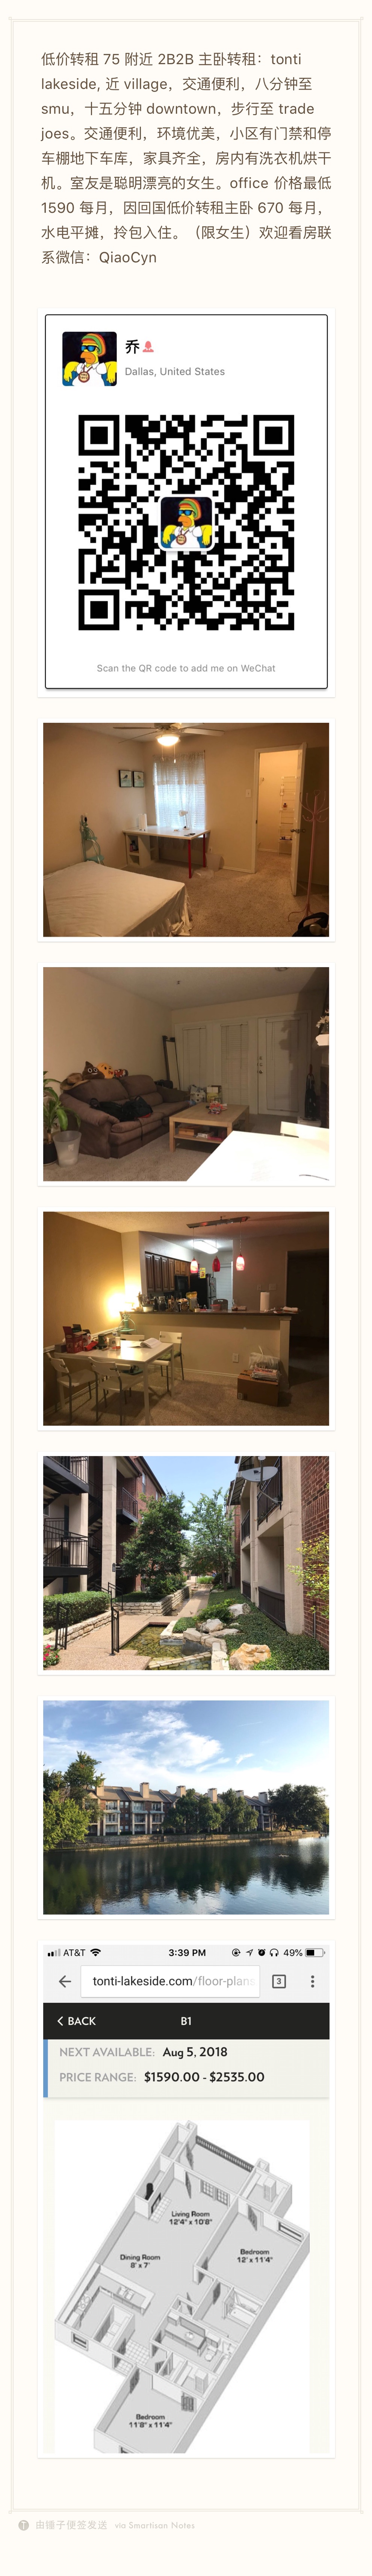 低价转租 75 附近 2B2B 主卧转租：tonti
lakeside, 近 village，交通便利，八分钟至
smu，十五分钟 downtown，步行至 trade
joes。交通便利，环境优美，小区有门禁和停
车棚地下车库，家具齐全，房内有洗衣机烘干
机。室友是聪明漂亮的女生。office 价格最低
1590 每月，因回国低价转租主卧 670 每月，
水电平摊，拎包入住。（限女生）欢迎看房联
系微信：QiaoCyn
乔
Dallas, United States
Scan the QR code to add me on WeChat
AT&T 3:39 PM 49%
tonti-lakeside.com/floor-plans
3
BACK B1
NEXT AVAILABLE: Aug 5, 2018
PRICE RANGE: $1590.00 - $2535.00
Living Room
12'4" x 10'8"
Dining Room
8' x 7'
Bedroom
12' x 11'4"
Bedroom
11'8" x 11'4"
T 由锤子便签发送 via Smartisan Notes